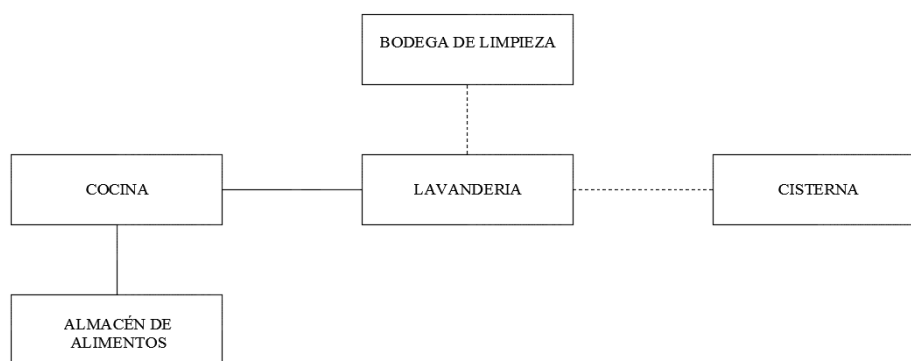 BODEGA DE LIMPIEZA
COCINA
LAVANDERIA
CISTERNA
ALMACÉN DE
ALIMENTOS